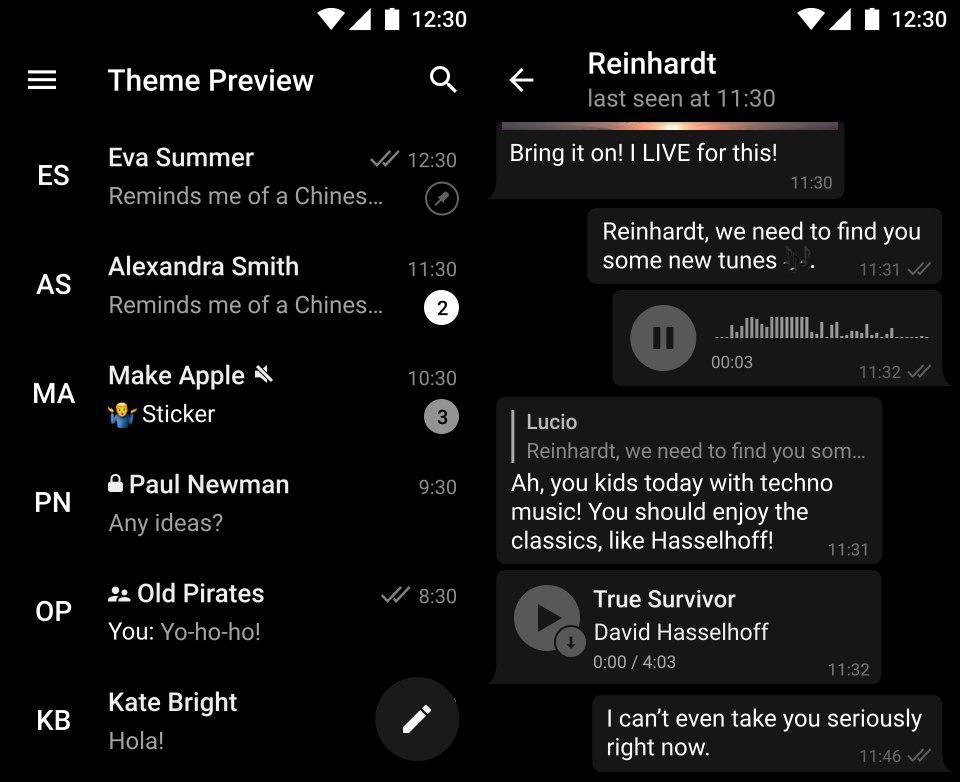 12:30
Theme Preview
ES
Eva Summer
12:30
Reminds me of a Chines...
AS
Alexandra Smith
11:30
Reminds me of a Chines...
2
MA
Make Apple
10:30
🤷‍♂️ Sticker
3
PN
Paul Newman
9:30
Any ideas?
OP
Old Pirates
8:30
You: Yo-ho-ho!
KB
Kate Bright
Hola!
12:30
Reinhardt
last seen at 11:30
Bring it on! I LIVE for this!
11:30
Reinhardt, we need to find you
some new tunes 🎶.
11:31
00:03
11:32
Lucio
Reinhardt, we need to find you som...
Ah, you kids today with techno
music! You should enjoy the
classics, like Hasselhoff!
11:31
True Survivor
David Hasselhoff
0:00 / 4:03
11:32
I can’t even take you seriously
right now.
11:46